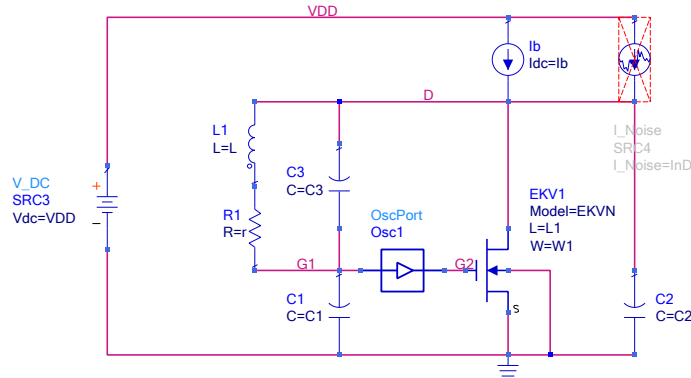 VDD
Ib
Idc=Ib
D
I_Noise
SRC4
I_Noise=InD
L1
L=L
C3
C=C3
V_DC
SRC3
Vdc=VDD
+
−
R1
R=r
OscPort
Osc1
EKV1
Model=EKVN
L=L1
W=W1
G1
G2
S
C1
C=C1
C2
C=C2